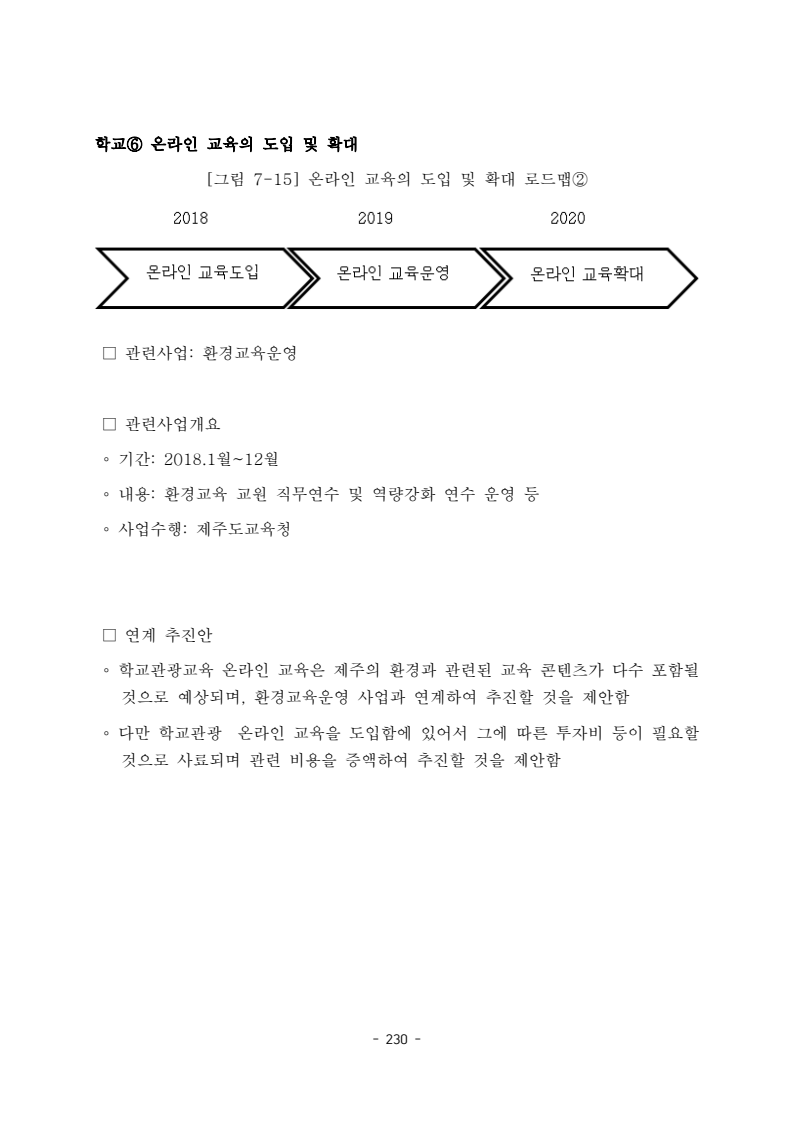 학교⑥ 온라인 교육의 도입 및 확대
[그림 7-15] 온라인 교육의 도입 및 확대 로드맵②
2018 2019 2020
온라인 교육도입 온라인 교육운영 온라인 교육확대
□ 관련사업: 환경교육운영
□ 관련사업개요
◦ 기간: 2018.1월~12월
◦ 내용: 환경교육 교원 직무연수 및 역량강화 연수 운영 등
◦ 사업수행: 제주도교육청
□ 연계 추진안
◦ 학교관광교육 온라인 교육은 제주의 환경과 관련된 교육 콘텐츠가 다수 포함될
것으로 예상되며, 환경교육운영 사업과 연계하여 추진할 것을 제안함
◦ 다만 학교관광 온라인 교육을 도입함에 있어서 그에 따른 투자비 등이 필요할
것으로 사료되며 관련 비용을 증액하여 추진할 것을 제안함
- 230 -